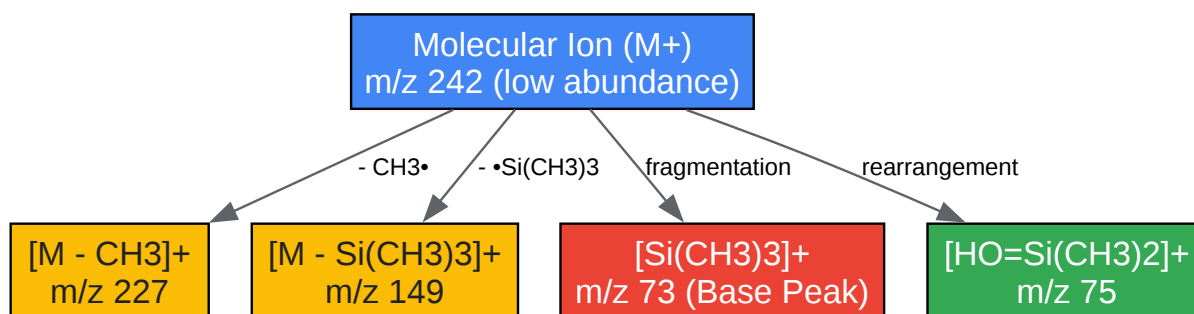 Molecular Ion (M+)
m/z 242 (low abundance)
- CH3•
- •Si(CH3)3
fragmentation
rearrangement
[M - CH3]+
m/z 227
[M - Si(CH3)3]+
m/z 149
[Si(CH3)3]+
m/z 73 (Base Peak)
[HO=Si(CH3)2]+
m/z 75